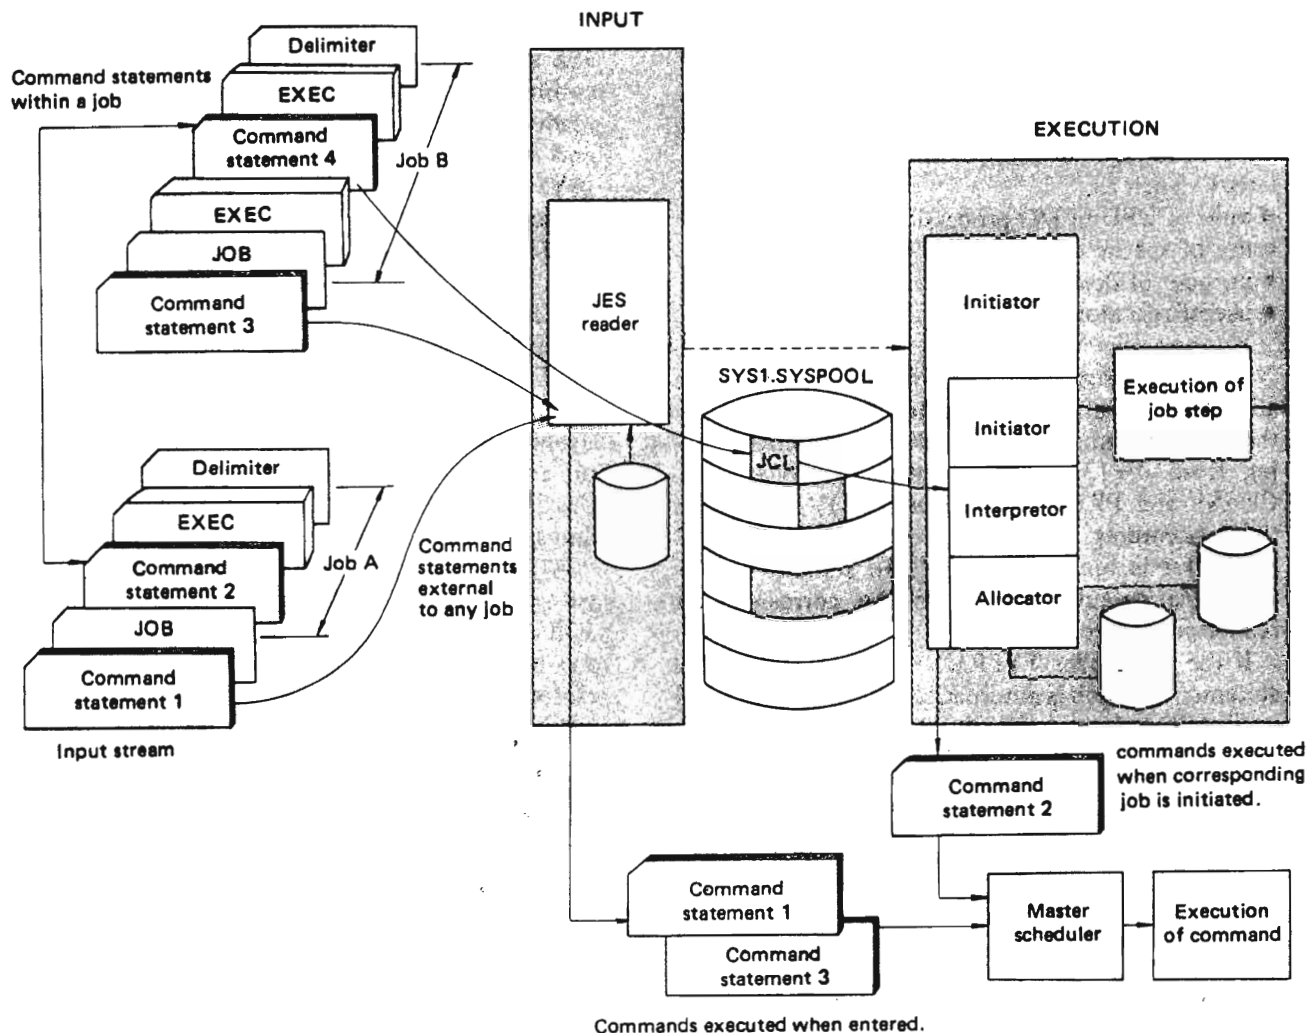 INPUT
Delimiter
Command statements
within a job
EXEC
Command
statement 4
Job B
EXEC
JOB
Command
statement 3
EXECUTION
JES
reader
Initiator
SYS1.SYSPOOL
Execution of
job step
Initiator
JCL
Interpretor
Allocator
Delimiter
EXEC
Job A
Command
statement 2
JOB
Command
statement 1
Input stream
Command
statements
external
to any job
commands executed
when corresponding
job is initiated.
Command
statement 2
Command
statement 1
Command
statement 3
Master
scheduler
Execution
of command
Commands executed when entered.